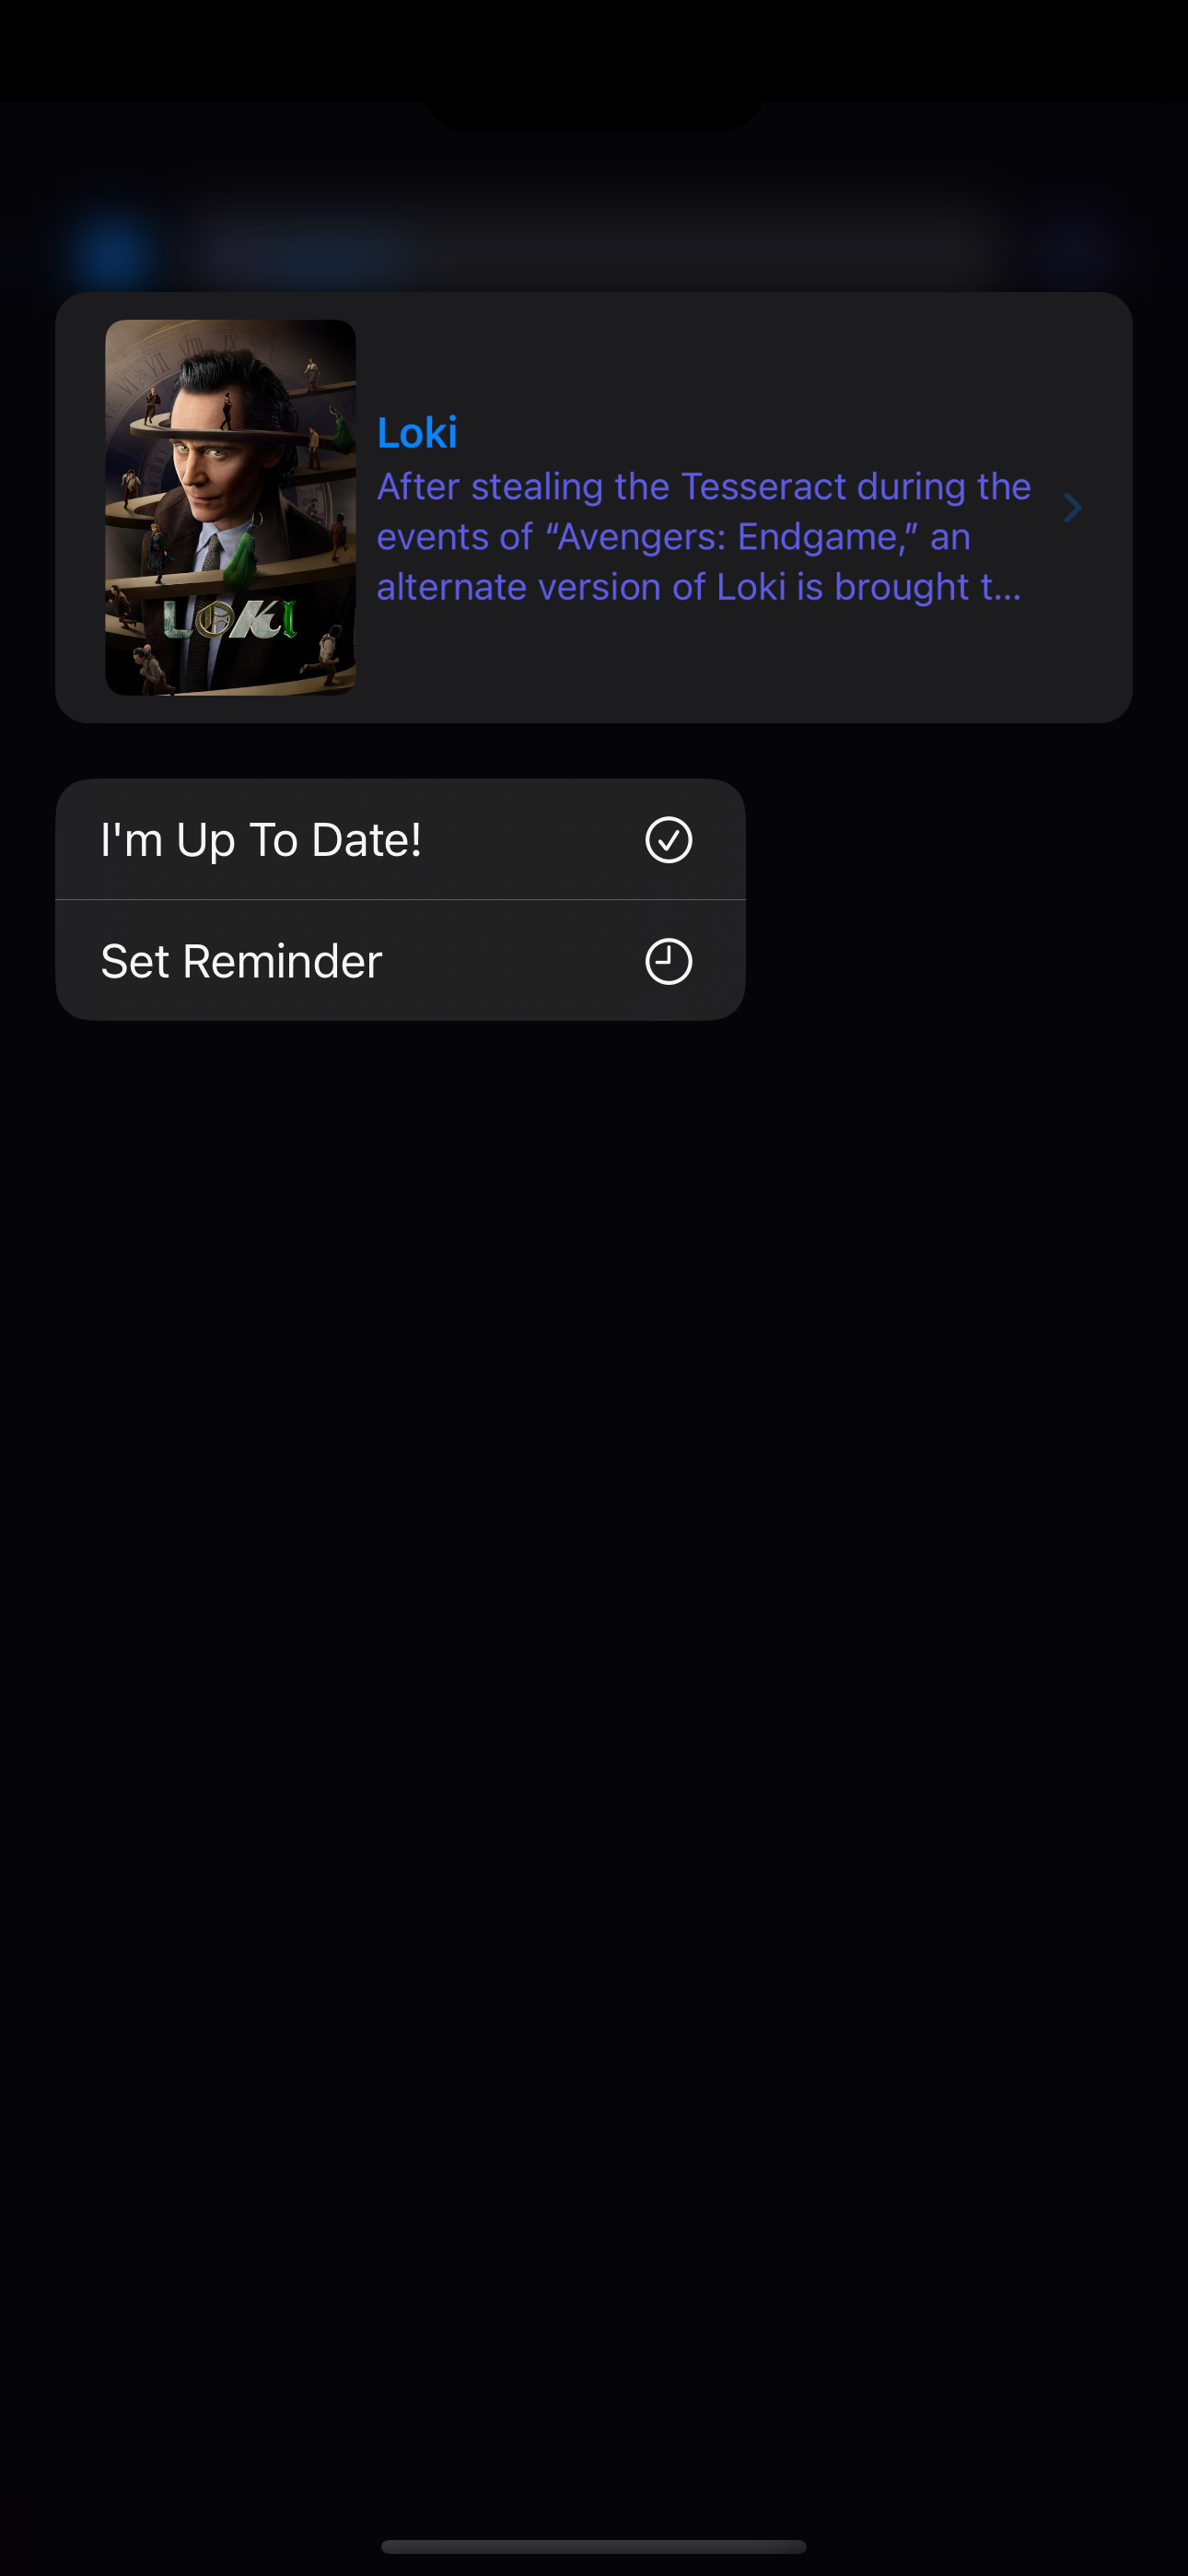 LOKI
Loki
After stealing the Tesseract during the
events of “Avengers: Endgame,” an
alternate version of Loki is brought t...
I'm Up To Date!
Set Reminder